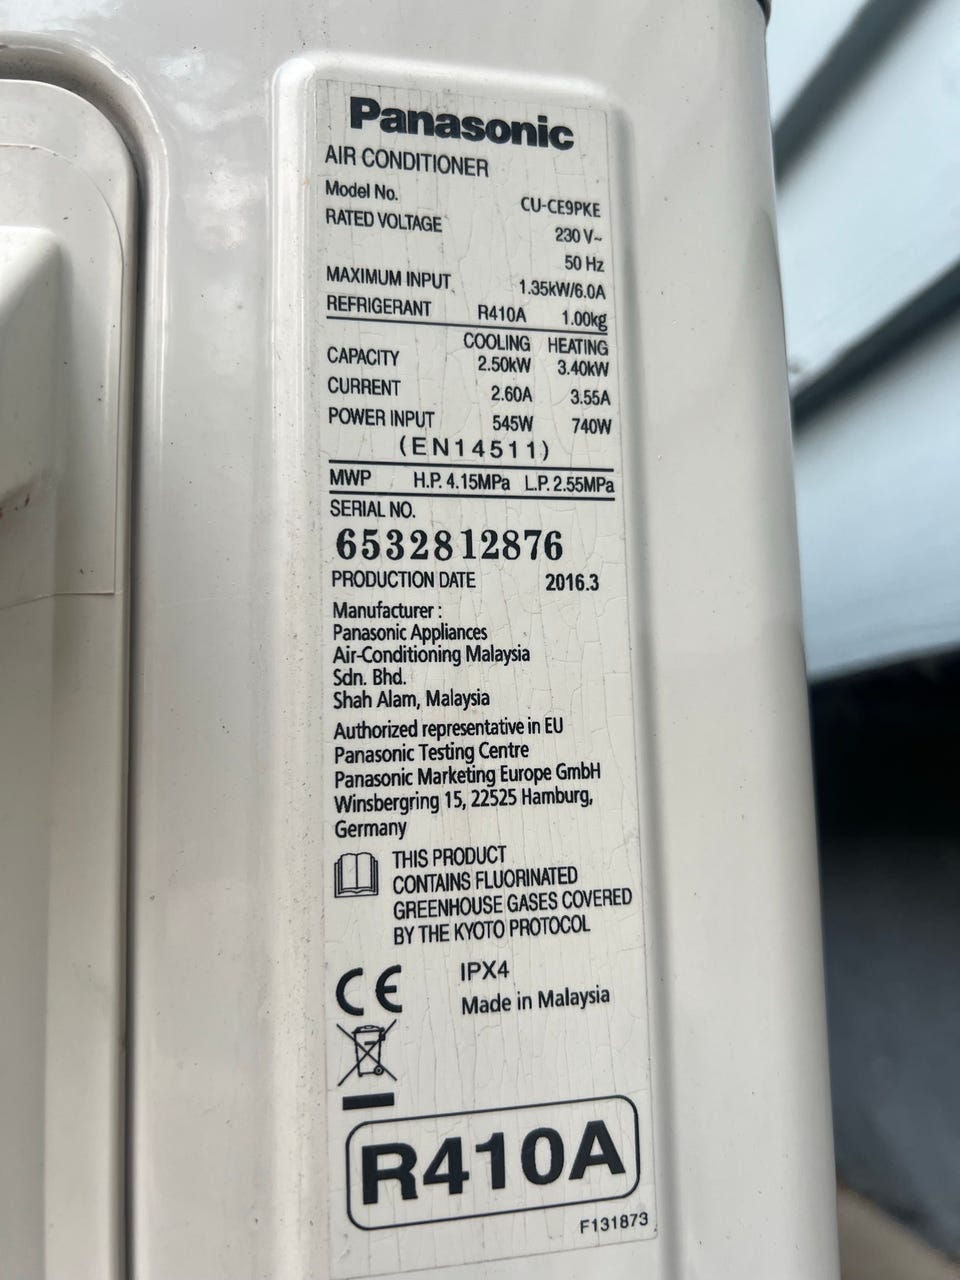 Panasonic
AIR CONDITIONER
Model No. CU-CE9PKE
RATED VOLTAGE 230 V~
50 Hz
MAXIMUM INPUT 1.35kW/6.0A
REFRIGERANT R410A 1.00kg
COOLING HEATING
CAPACITY 2.50kW 3.40kW
CURRENT 2.60A 3.55A
POWER INPUT 545W 740W
(EN14511)
MWP H.P. 4.15MPa L.P. 2.55MPa
SERIAL NO.
6532812876
PRODUCTION DATE 2016.3
Manufacturer :
Panasonic Appliances
Air-Conditioning Malaysia
Sdn. Bhd.
Shah Alam, Malaysia
Authorized representative in EU
Panasonic Testing Centre
Panasonic Marketing Europe GmbH
Winsbergring 15, 22525 Hamburg,
Germany
THIS PRODUCT
CONTAINS FLUORINATED
GREENHOUSE GASES COVERED
BY THE KYOTO PROTOCOL
CE IPX4
Made in Malaysia
R410A
F131873